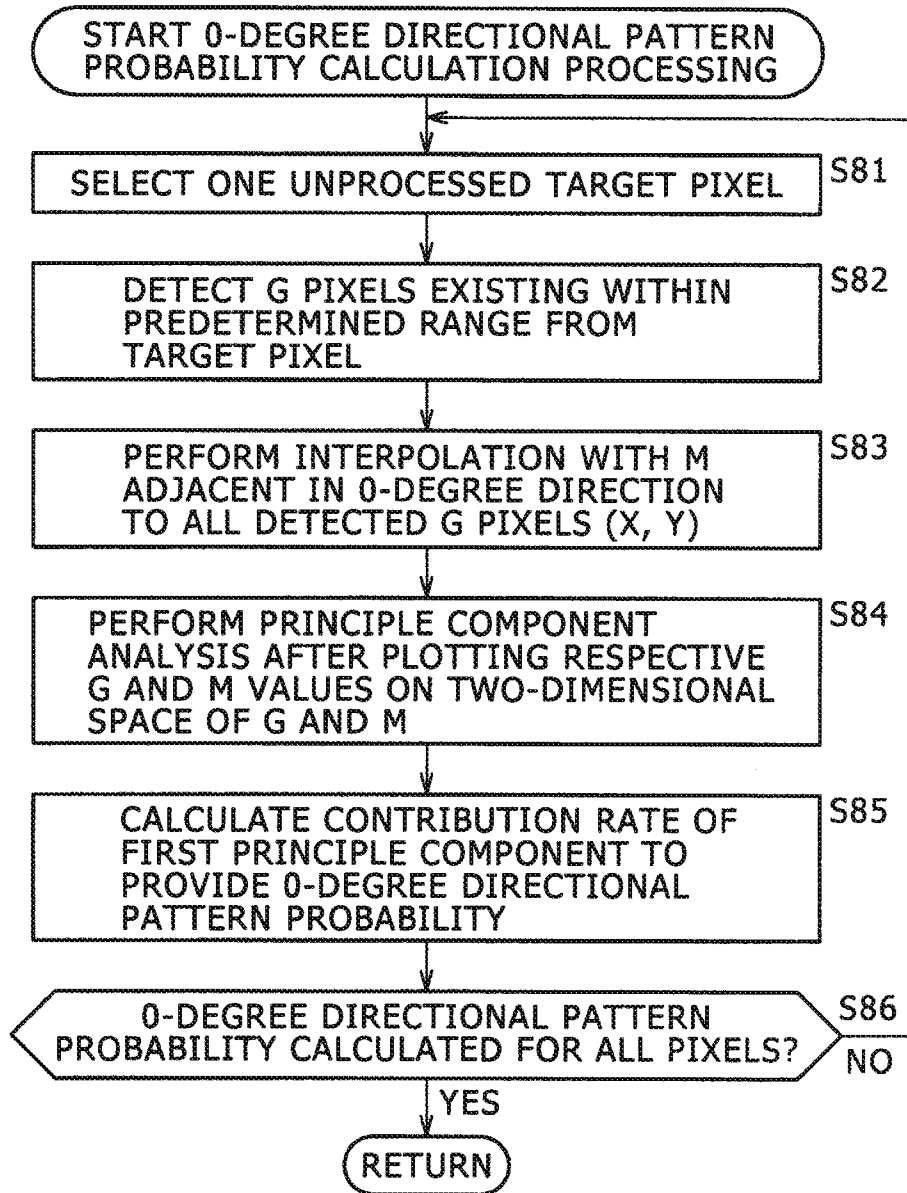 START 0-DEGREE DIRECTIONAL PATTERN
PROBABILITY CALCULATION PROCESSING
SELECT ONE UNPROCESSED TARGET PIXEL
S81
DETECT G PIXELS EXISTING WITHIN
PREDETERMINED RANGE FROM
TARGET PIXEL
S82
PERFORM INTERPOLATION WITH M
ADJACENT IN 0-DEGREE DIRECTION
TO ALL DETECTED G PIXELS (X, Y)
S83
PERFORM PRINCIPLE COMPONENT
ANALYSIS AFTER PLOTTING RESPECTIVE
G AND M VALUES ON TWO-DIMENSIONAL
SPACE OF G AND M
S84
CALCULATE CONTRIBUTION RATE OF
FIRST PRINCIPLE COMPONENT TO
PROVIDE 0-DEGREE DIRECTIONAL
PATTERN PROBABILITY
S85
0-DEGREE DIRECTIONAL PATTERN
PROBABILITY CALCULATED FOR ALL PIXELS?
S86
NO
YES
RETURN